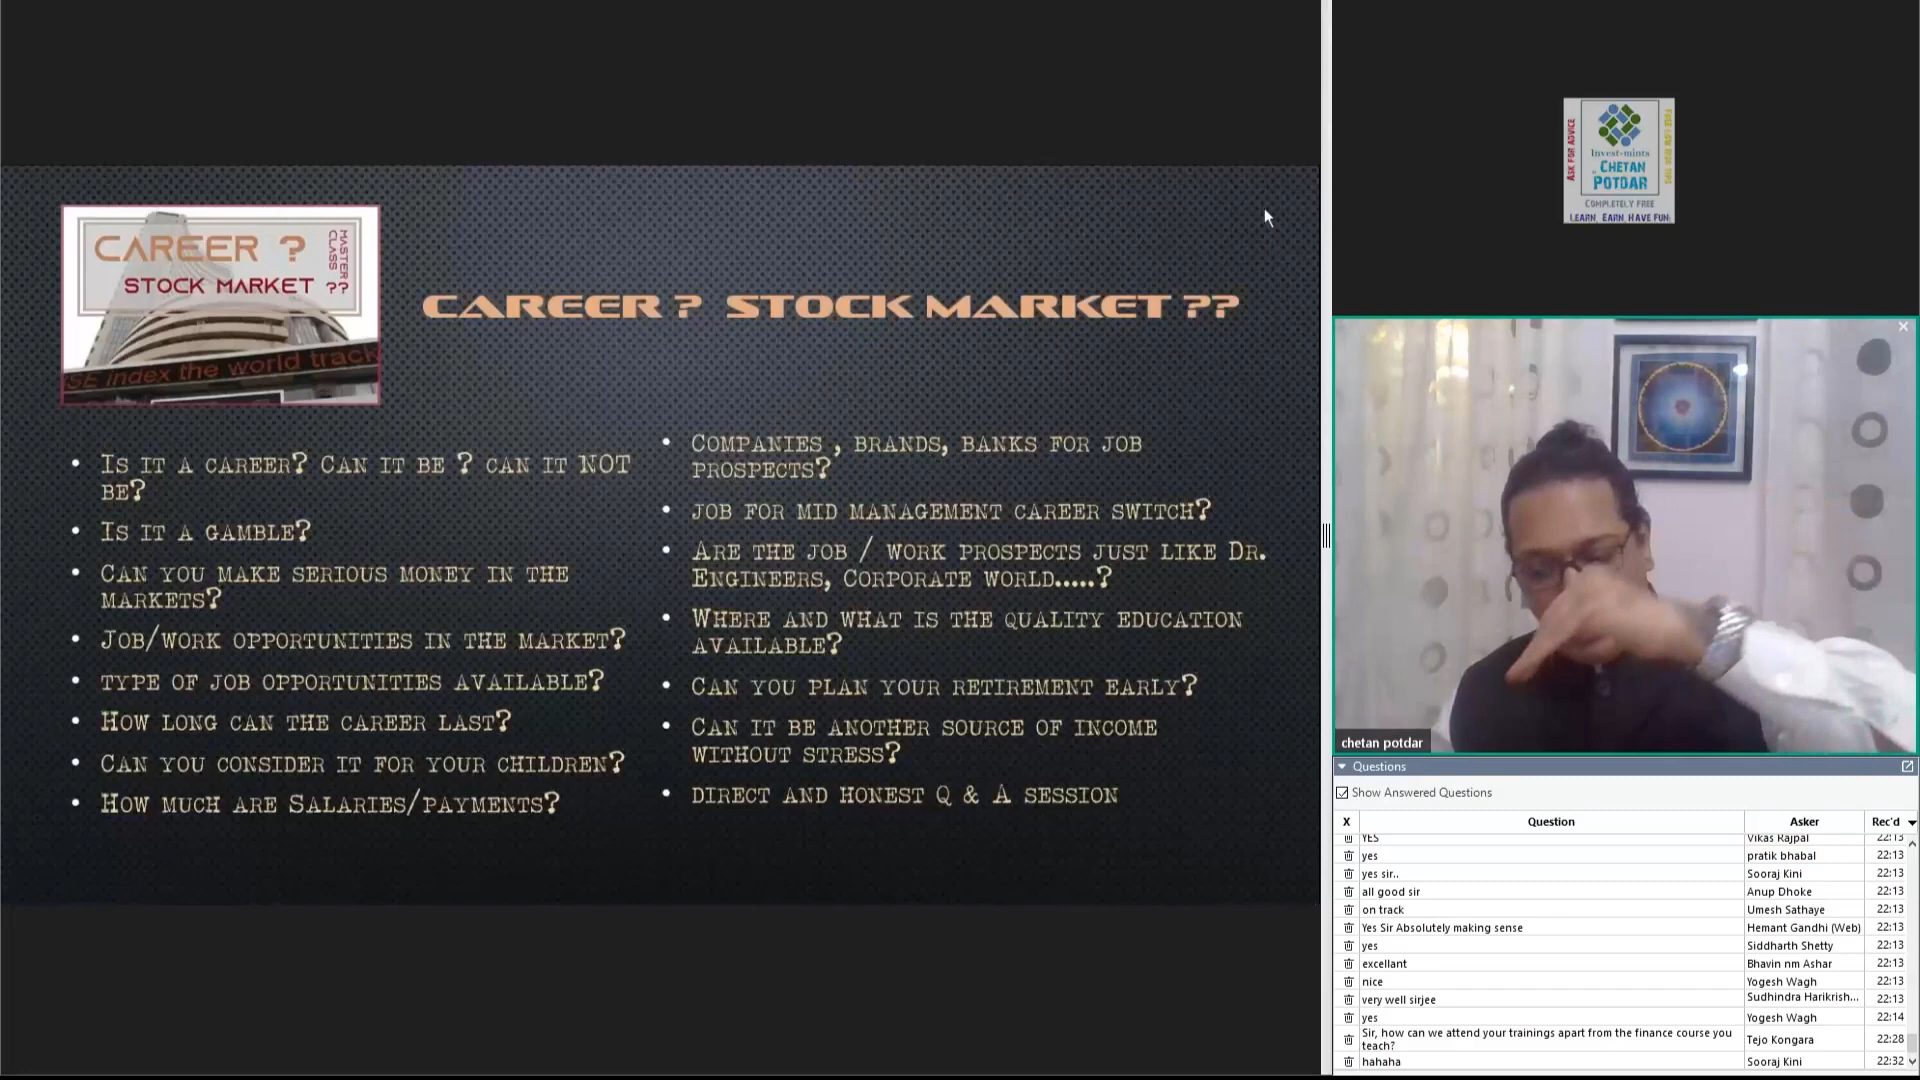 CAREER ?
STOCK MARKET ??
MASTER CLASS
SE index the world track
CAREER ? STOCK MARKET ??
• Is it a career? Can it be ? can it NOT
be?
• Is it a gamble?
• Can you make serious money in the
markets?
• Job/work opportunities in the market?
• type of job opportunities available?
• How long can the career last?
• Can you consider it for your children?
• How much are Salaries/payments?
• Companies , brands, banks for job
prospects?
• job for mid management career switch?
• Are the job / work prospects just like Dr.
Engineers, Corporate world.....?
• Where and what is the quality education
available?
• Can you plan your retirement early?
• Can it be another source of income
without stress?
• direct and honest Q & A session
ASK FOR ADVICE
Invest-mints
CHETAN
POTDAR
COMPLETELY FREE
LEARN, EARN, HAVE FUN
chetan potdar
Questions
Show Answered Questions
X Question Asker Rec'd
YES Vikas Rajpal 22:13
yes pratik bhabal 22:13
yes sir.. Sooraj Kini 22:13
all good sir Anup Dhoke 22:13
on track Umesh Sathaye 22:13
Yes Sir Absolutely making sense Hemant Gandhi (Web) 22:13
yes Siddharth Shetty 22:13
excellant Bhavin nm Ashar 22:13
nice Yogesh Wagh 22:13
very well sirjee Sudhindra Harikrish... 22:13
yes Yogesh Wagh 22:14
Sir, how can we attend your trainings apart from the finance course you
teach? Tejo Kongara 22:28
hahaha Sooraj Kini 22:32